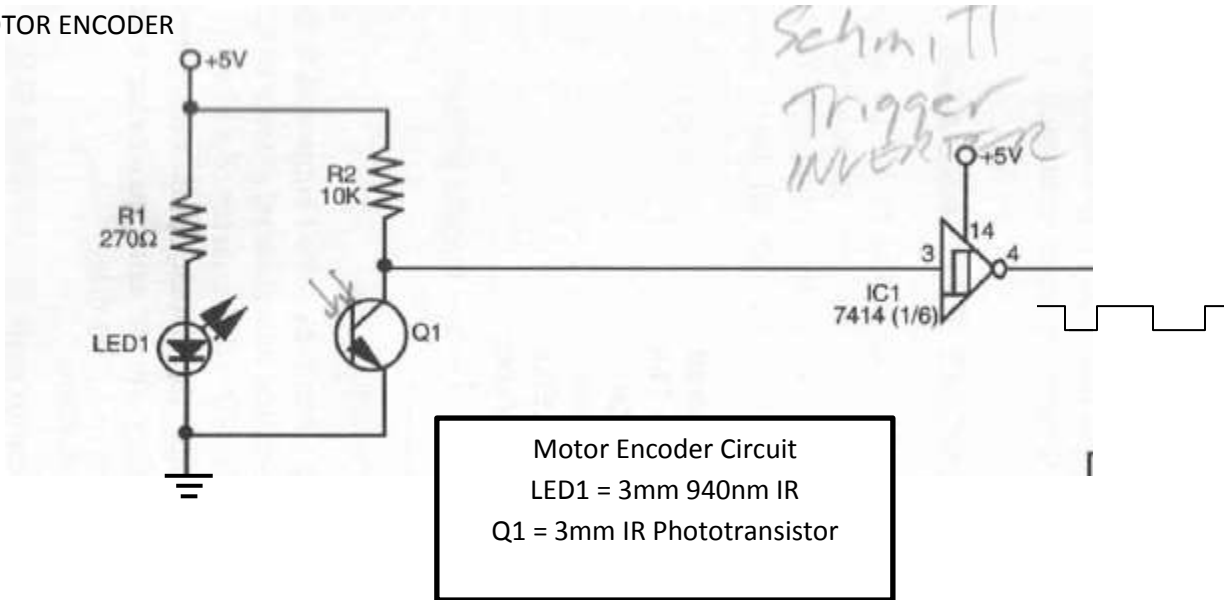 OTOR ENCODER
+5V
Schmitt
Trigger
INVERTER
+5V
R2
10K
R1
270Ω
14
3
4
IC1
7414 (1/6)
LED1
Q1
Motor Encoder Circuit
LED1 = 3mm 940nm IR
Q1 = 3mm IR Phototransistor